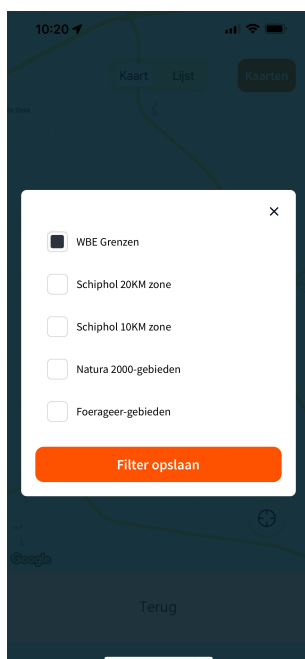 10:20
Kaart
Lijst
Kaarten
WBE Grenzen
Schiphol 20KM zone
Schiphol 10KM zone
Natura 2000-gebieden
Foerageer-gebieden
Filter opslaan
Google
Terug